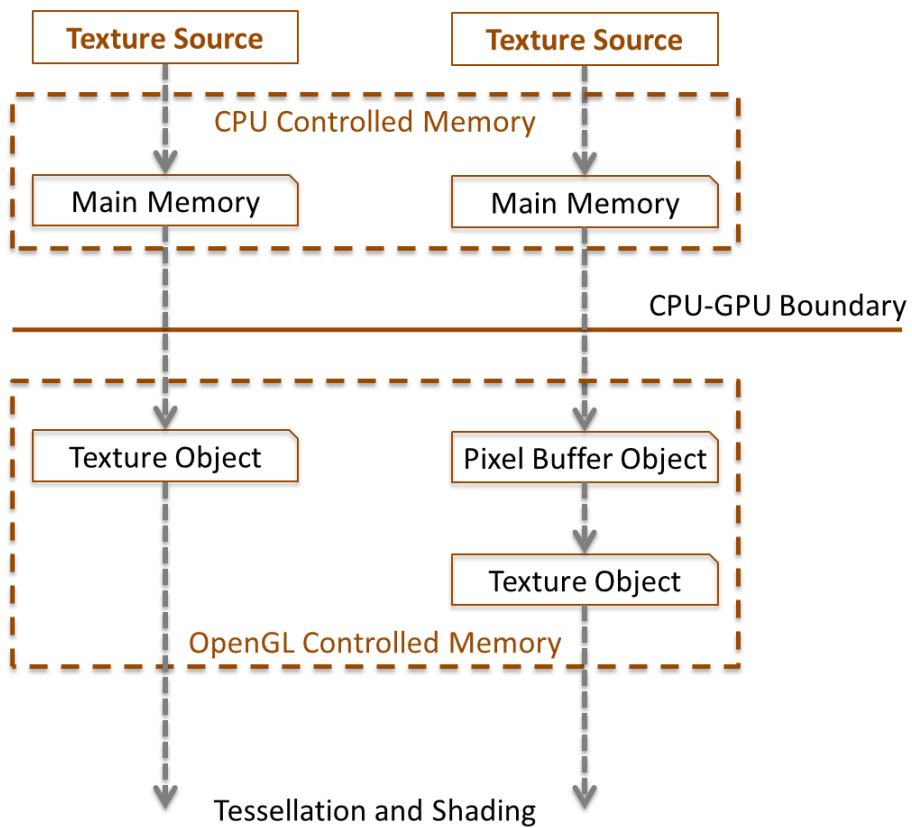 Texture Source
Texture Source
CPU Controlled Memory
Main Memory
Main Memory
CPU-GPU Boundary
Texture Object
Pixel Buffer Object
Texture Object
OpenGL Controlled Memory
Tessellation and Shading